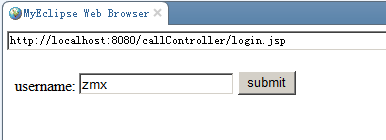 MyEclipse Web Browser
http://localhost:8080/callController/login.jsp
username: zmx submit